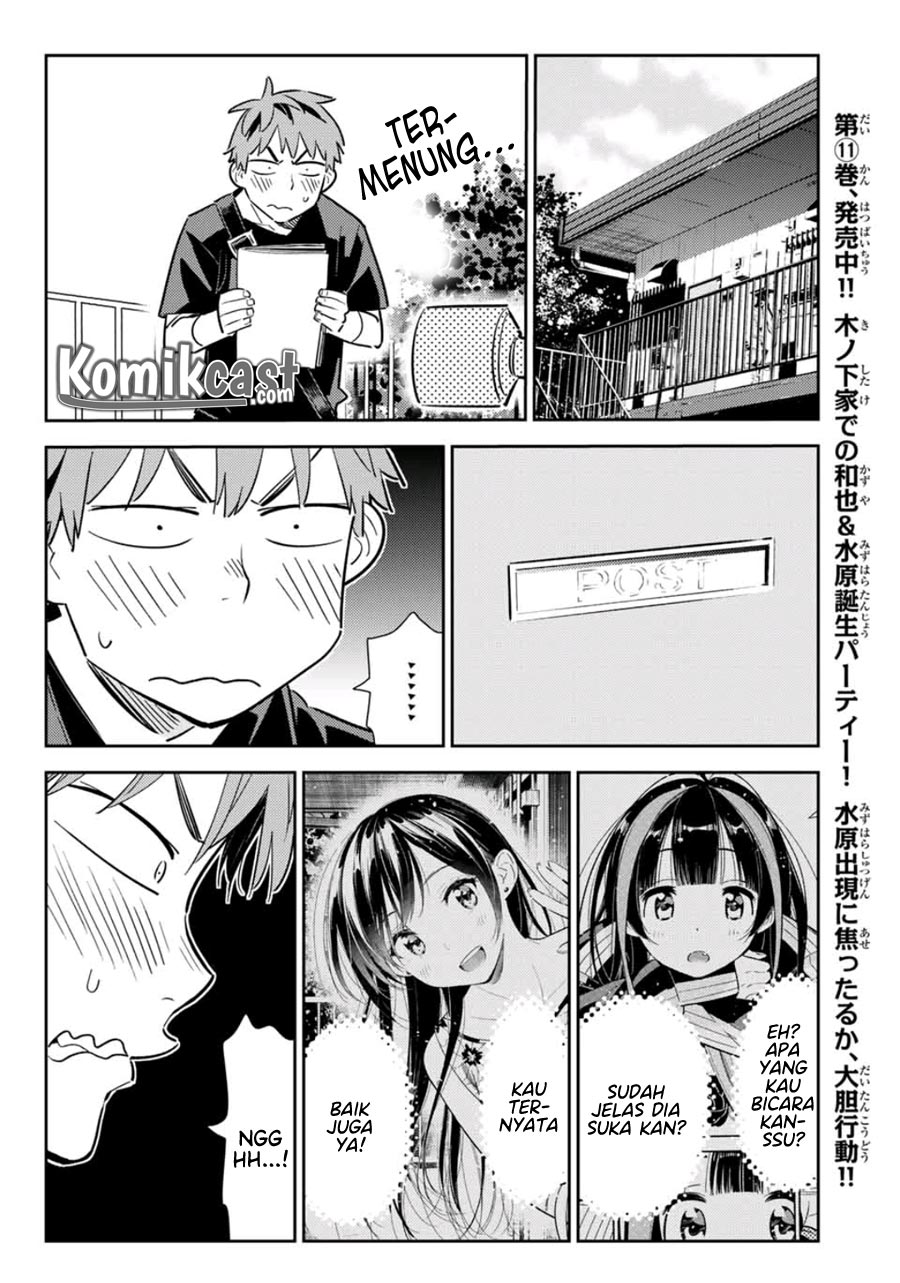 第⑪巻、発売中!! 木ノ下家での和也&水原誕生パーティー! 水原出現に焦ったるか、大胆行動!!
TER-
MENUNG...
Komikcast
.com
POST
EH?
APA
YANG
KAU
BICARA
KAN-
SSU?
SUDAH
JELAS DIA
SUKA KAN?
KAU
TER-
NYATA
BAIK
JUGA
YA!
NGG
HH...!